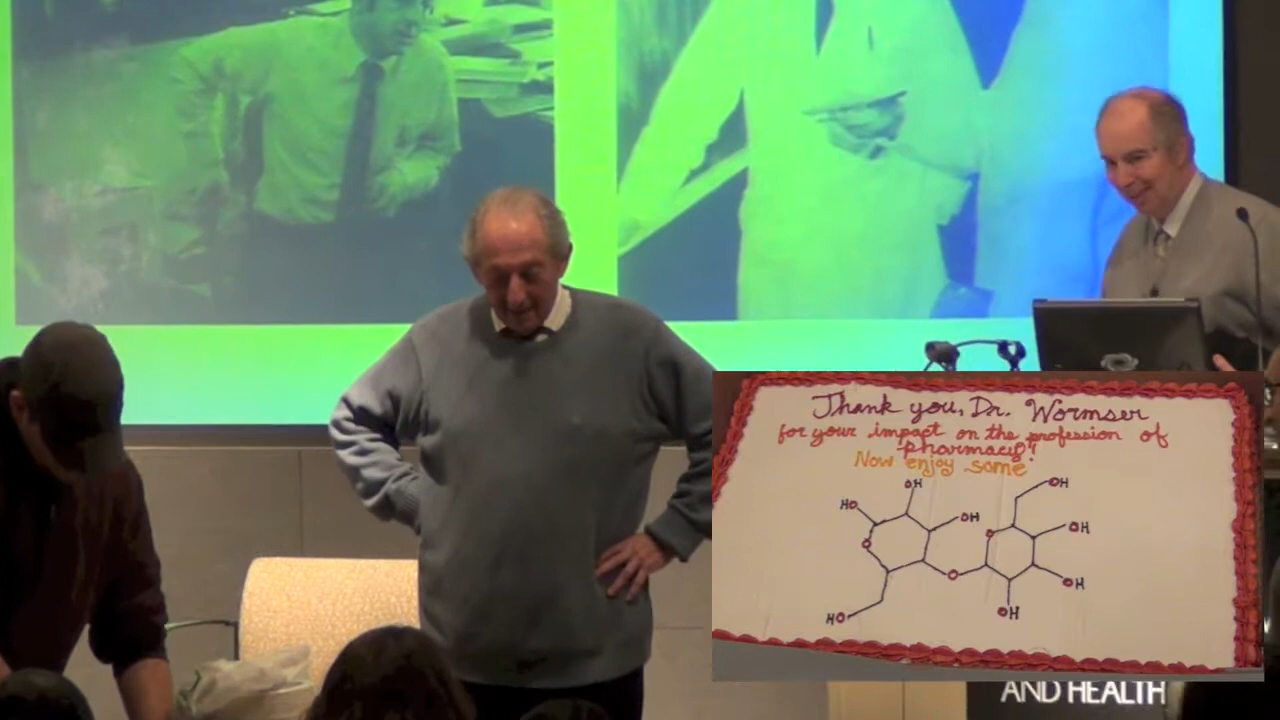 Thank you, Dr. Wormser
for your impact on the profession of
pharmacy!
Now enjoy some
OH
OH
HO
OH
OH
O
O
O
OH
HO
OH
AND HEALTH